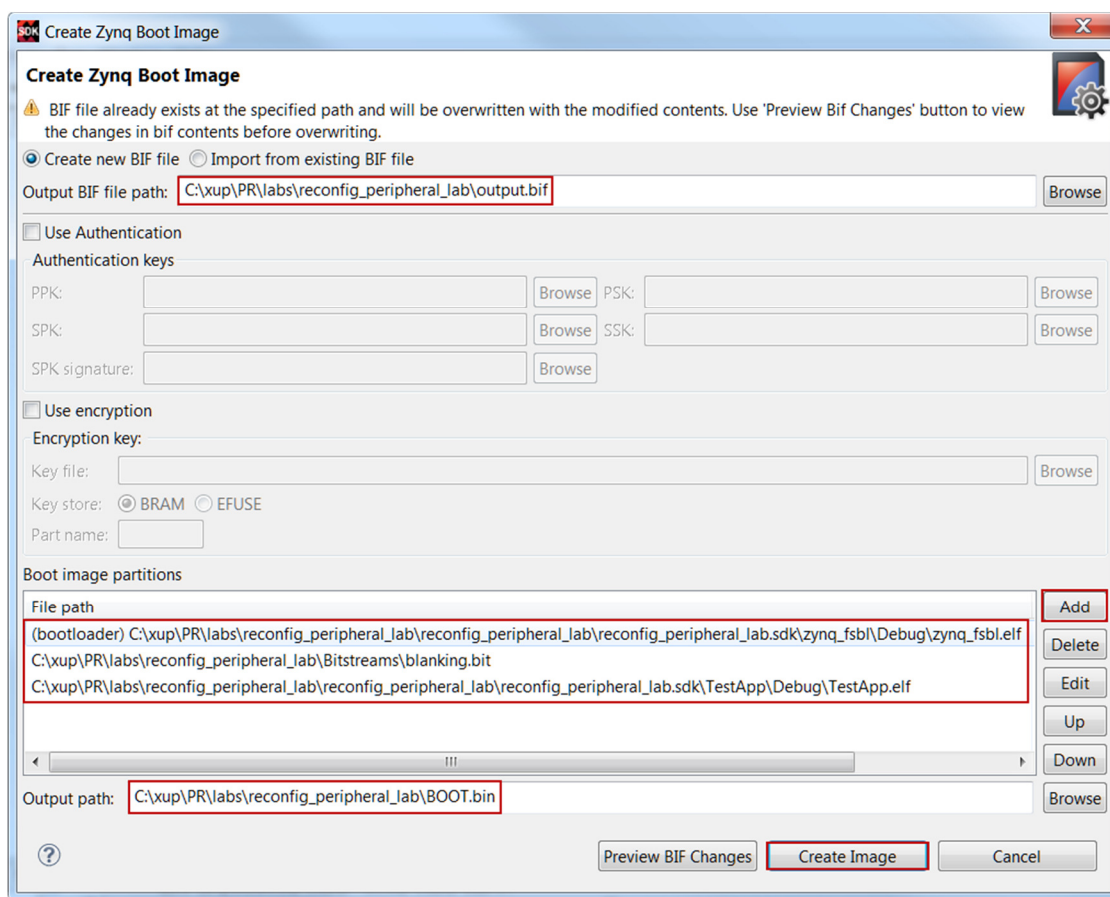 SDK Create Zynq Boot Image X
Create Zynq Boot Image
BIF file already exists at the specified path and will be overwritten with the modified contents. Use 'Preview Bif Changes' button to view
the changes in bif contents before overwriting.
Create new BIF file Import from existing BIF file
Output BIF file path: C:\xup\PR\labs\reconfig_peripheral_lab\output.bif Browse
Use Authentication
Authentication keys
PPK: Browse PSK: Browse
SPK: Browse SSK: Browse
SPK signature: Browse
Use encryption
Encryption key:
Key file: Browse
Key store: BRAM EFUSE
Part name:
Boot image partitions
File path Add
(bootloader) C:\xup\PR\labs\reconfig_peripheral_lab\reconfig_peripheral_lab\reconfig_peripheral_lab.sdk\zynq_fsbl\Debug\zynq_fsbl.elf
Delete
C:\xup\PR\labs\reconfig_peripheral_lab\Bitstreams\blanking.bit
C:\xup\PR\labs\reconfig_peripheral_lab\reconfig_peripheral_lab\reconfig_peripheral_lab.sdk\TestApp\Debug\TestApp.elf Edit
Up
Down
Output path: C:\xup\PR\labs\reconfig_peripheral_lab\BOOT.bin Browse
? Preview BIF Changes Create Image Cancel